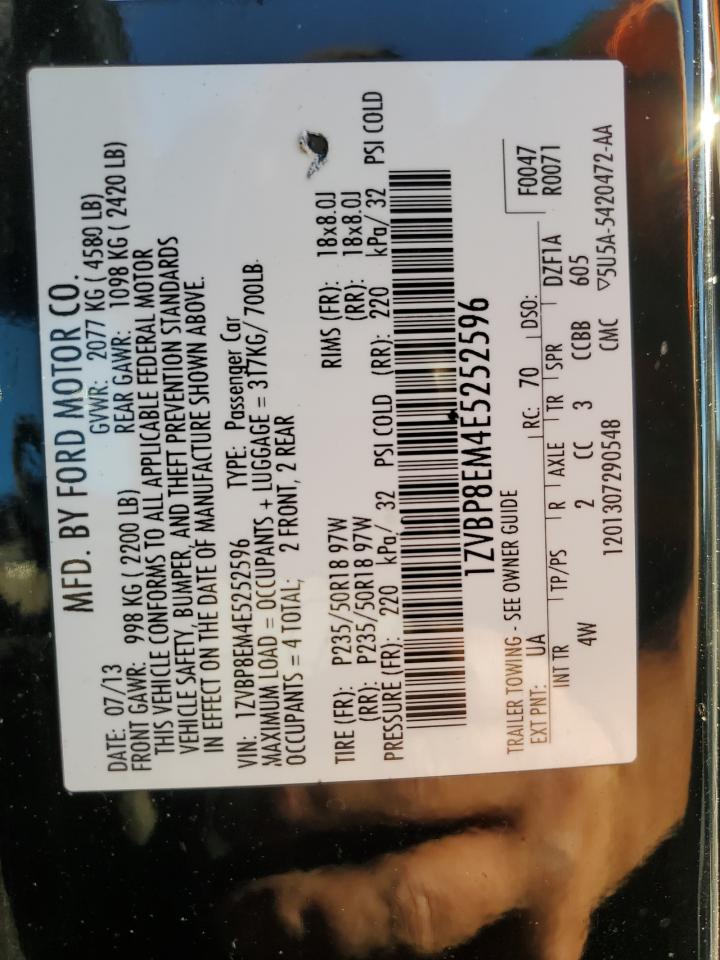 MFD. BY FORD MOTOR CO.
DATE: 07/13 GVWR: 2077 KG ( 4580 LB)
FRONT GAWR: 998 KG ( 2200 LB) REAR GAWR: 1098 KG ( 2420 LB)
THIS VEHICLE CONFORMS TO ALL APPLICABLE FEDERAL MOTOR
VEHICLE SAFETY, BUMPER, AND THEFT PREVENTION STANDARDS
IN EFFECT ON THE DATE OF MANUFACTURE SHOWN ABOVE.
VIN: 1ZVBP8EM4E5252596 TYPE: Passenger Car
MAXIMUM LOAD = OCCUPANTS + LUGGAGE = 317KG/ 700LB.
OCCUPANTS = 4 TOTAL; 2 FRONT, 2 REAR
TIRE (FR): P235/50R18 97W RIMS (FR): 18x8.0J
(RR): P235/50R18 97W (RR): 18x8.0J
PRESSURE (FR): 220 kPa/ 32 PSI COLD (RR): 220 kPa/ 32 PSI COLD
1ZVBP8EM4E5252596
TRAILER TOWING - SEE OWNER GUIDE F0047
EXT PNT: UA RC: 70 DSO: R0071
INT TR TP/PS R AXLE TR SPR DZF1A
4W 2 CC 3 CCBB 605
1201307290548 CMC ▽5U5A-5420472-AA